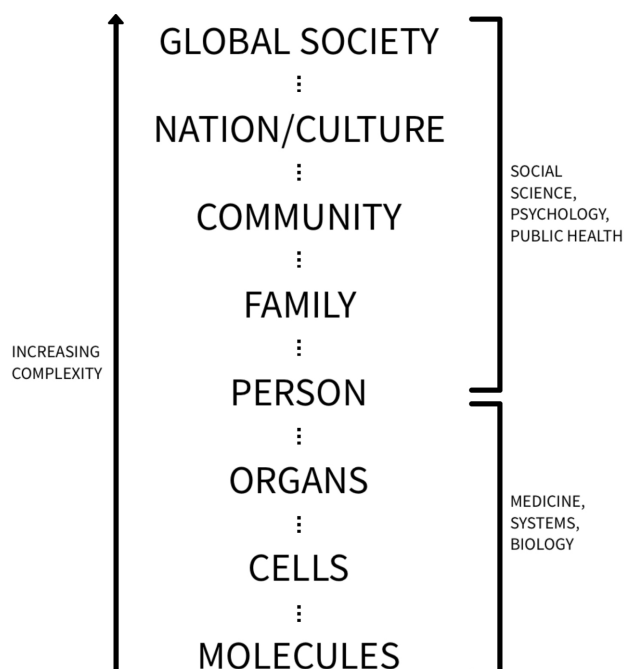 GLOBAL SOCIETY
NATION/CULTURE
COMMUNITY
FAMILY
PERSON
ORGANS
CELLS
MOLECULES
INCREASING
COMPLEXITY
SOCIAL
SCIENCE,
PSYCHOLOGY,
PUBLIC HEALTH
MEDICINE,
SYSTEMS,
BIOLOGY